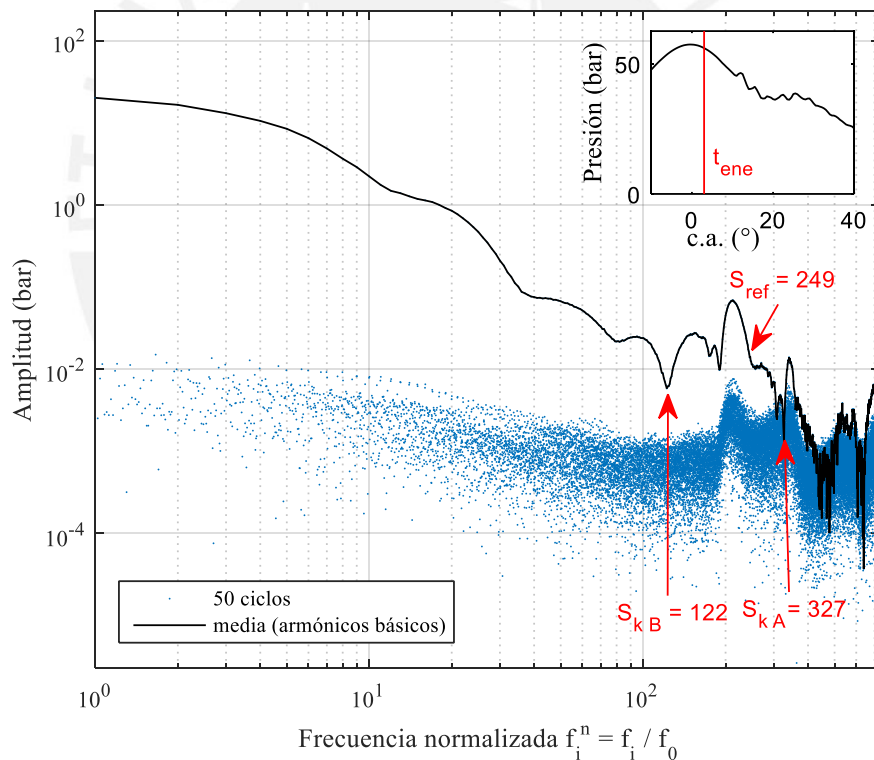 10^2
10^0
10^-2
10^-4
Amplitud (bar)
50
0
Presión (bar)
t_ene
0
20
40
c.a. (°)
S_ref = 249
S_k B = 122
S_k A = 327
50 ciclos
media (armónicos básicos)
10^0
10^1
10^2
Frecuencia normalizada f_i^n = f_i / f_0